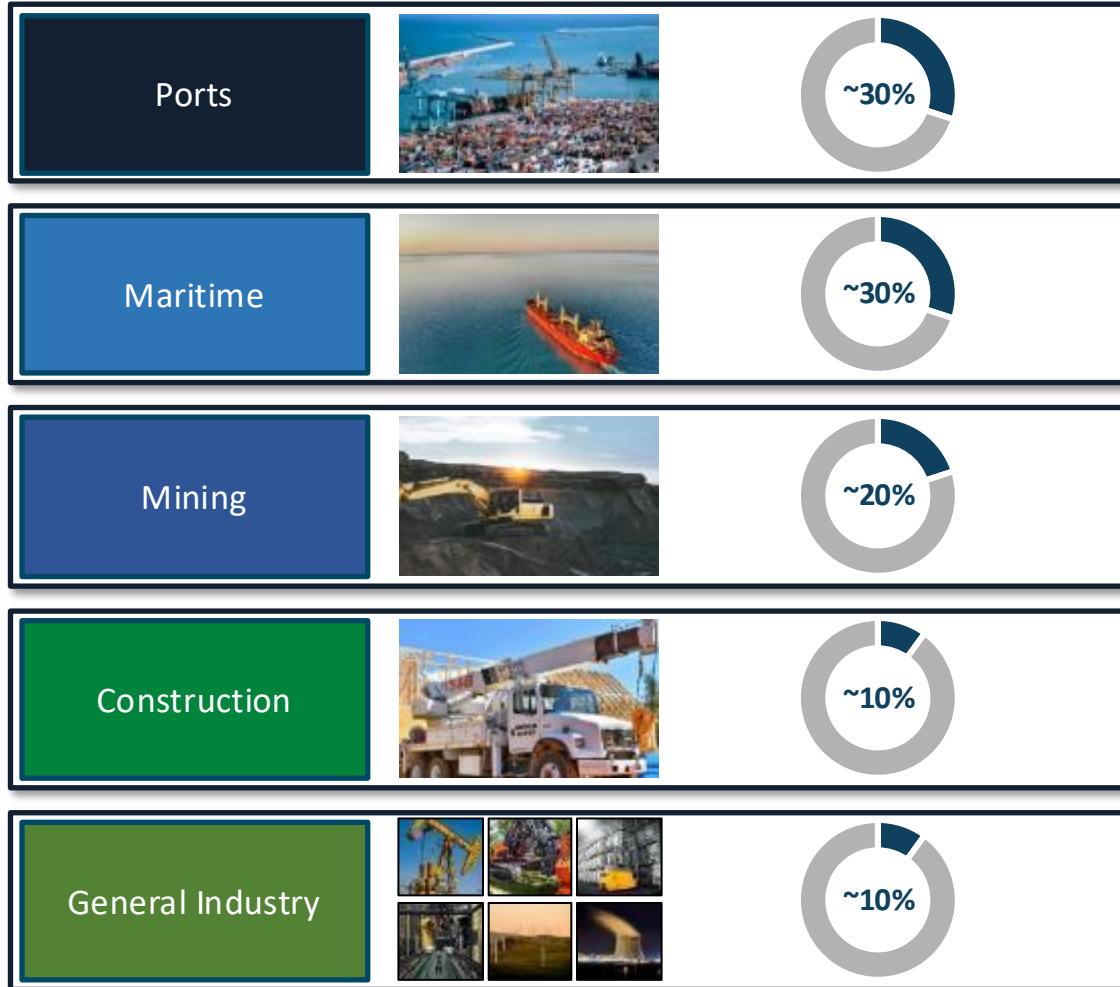 Ports
~30%
Maritime
~30%
Mining
~20%
Construction
~10%
General Industry
~10%